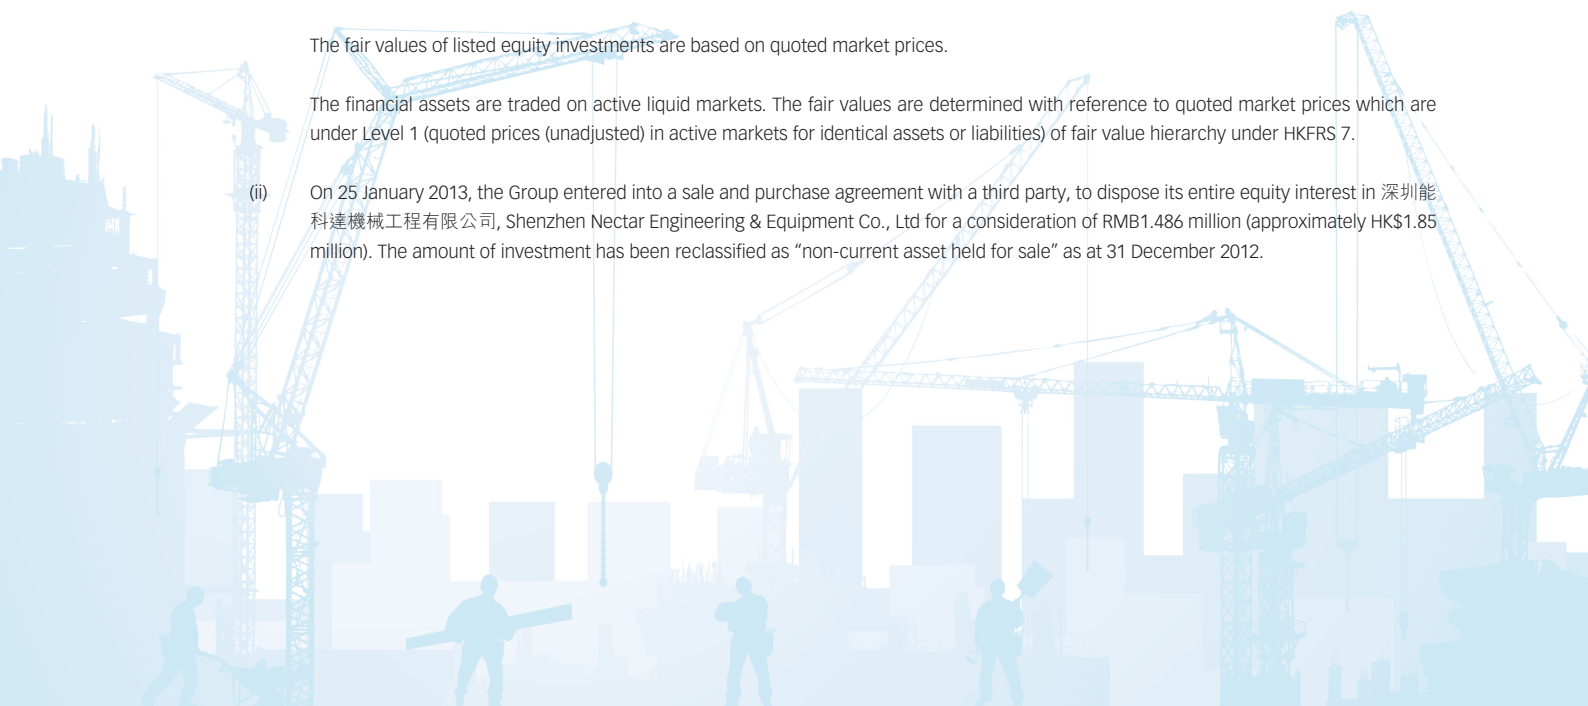 The fair values of listed equity investments are based on quoted market prices.
The financial assets are traded on active liquid markets. The fair values are determined with reference to quoted market prices which are
under Level 1 (quoted prices (unadjusted) in active markets for identical assets or liabilities) of fair value hierarchy under HKFRS 7.
(ii) On 25 January 2013, the Group entered into a sale and purchase agreement with a third party, to dispose its entire equity interest in 深圳能
科達機械工程有限公司, Shenzhen Nectar Engineering & Equipment Co., Ltd for a consideration of RMB1.486 million (approximately HK$1.85
million). The amount of investment has been reclassified as “non-current asset held for sale” as at 31 December 2012.